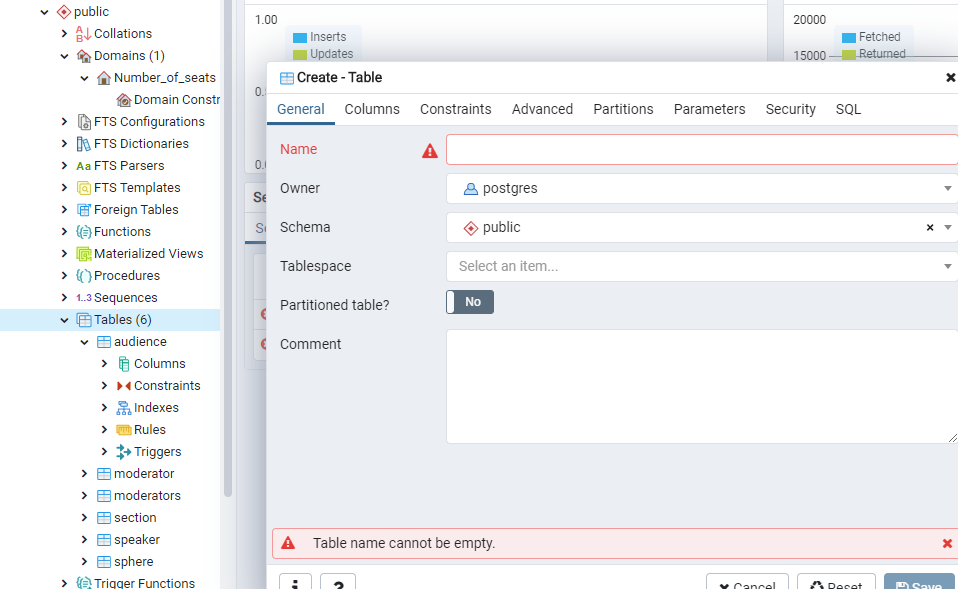 public
Collations
Domains (1)
Number_of_seats
Domain Constr
FTS Configurations
FTS Dictionaries
Aa FTS Parsers
FTS Templates
Foreign Tables
Functions
Materialized Views
Procedures
1..3 Sequences
Tables (6)
audience
Columns
Constraints
Indexes
Rules
Triggers
moderator
moderators
section
speaker
sphere
Trigger Functions
1.00
Inserts
Updates
20000
15000
Fetched
Returned
Create - Table
General Columns Constraints Advanced Partitions Parameters Security SQL
Name
Owner
postgres
Schema
public
Tablespace
Select an item...
Partitioned table?
No
Comment
Table name cannot be empty.
i
?
Cancel
Reset
Save